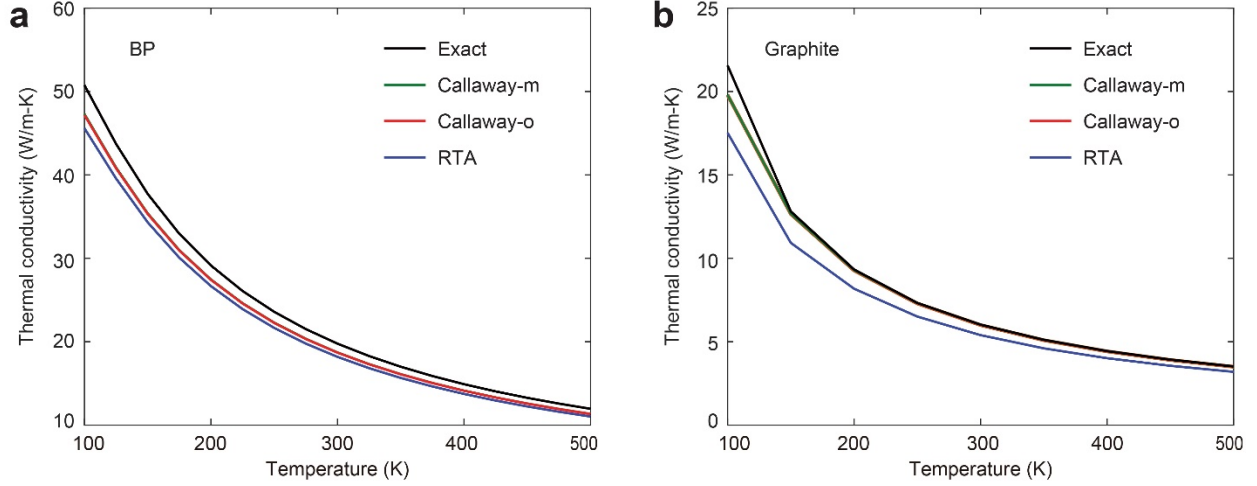 a
BP
Exact
Callaway-m
Callaway-o
RTA
Thermal conductivity (W/m-K)
60
50
40
30
20
10
100
200
300
400
500
Temperature (K)
b
Graphite
Exact
Callaway-m
Callaway-o
RTA
Thermal conductivity (W/m-K)
25
20
15
10
5
0
100
200
300
400
500
Temperature (K)